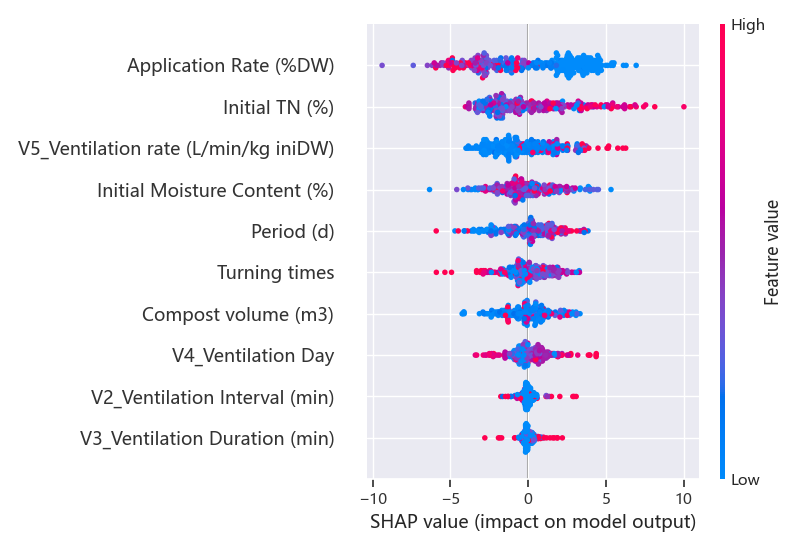 High
Application Rate (%DW)
Initial TN (%)
V5_Ventilation rate (L/min/kg iniDW)
Initial Moisture Content (%)
Period (d)
Turning times
Compost volume (m3)
V4_Ventilation Day
V2_Ventilation Interval (min)
V3_Ventilation Duration (min)
Feature value
Low
−10 −5 0 5 10
SHAP value (impact on model output)